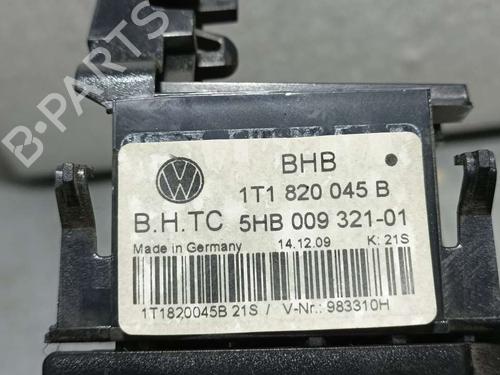 BHB
1T1 820 045 B
B.H.TC 5HB 009 321-01
Made in Germany 14.12.09 K: 21S
1T1820045B 21S / V-Nr.: 983310H
B-PARTS